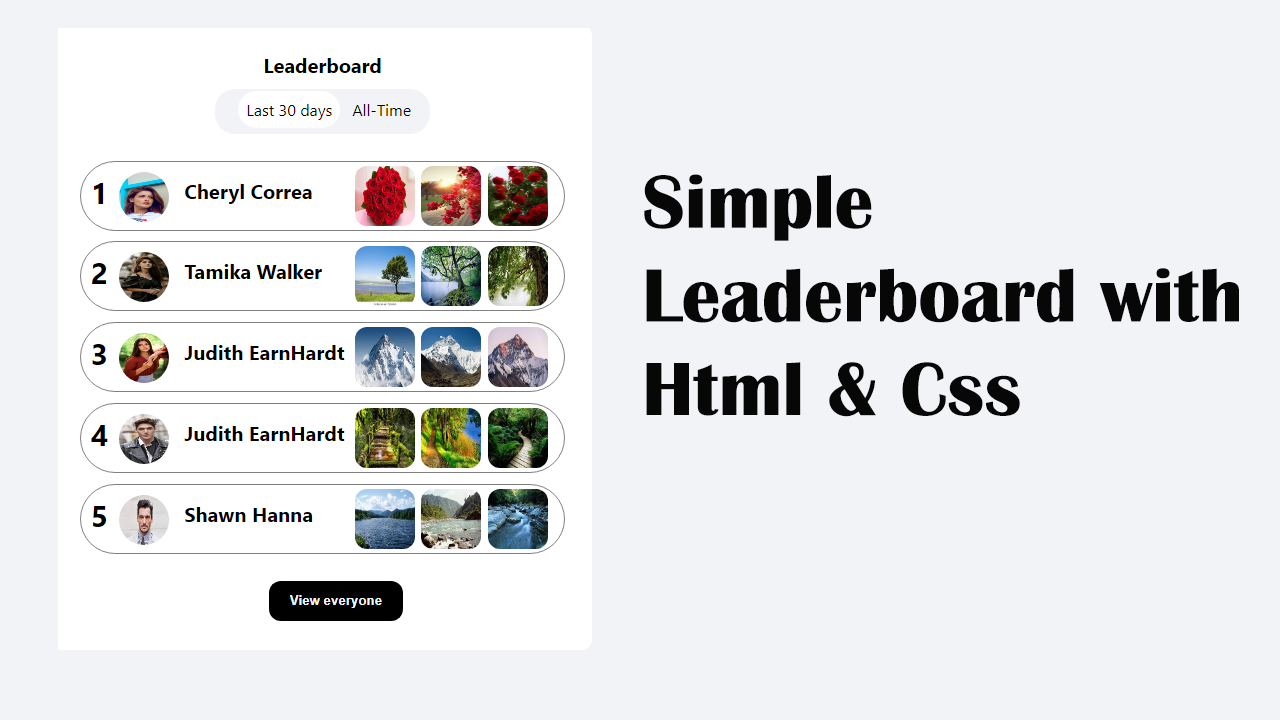 Leaderboard
Last 30 days All-Time
1 Cheryl Correa
2 Tamika Walker
3 Judith EarnHardt
4 Judith EarnHardt
5 Shawn Hanna
View everyone
Simple
Leaderboard with
Html & Css